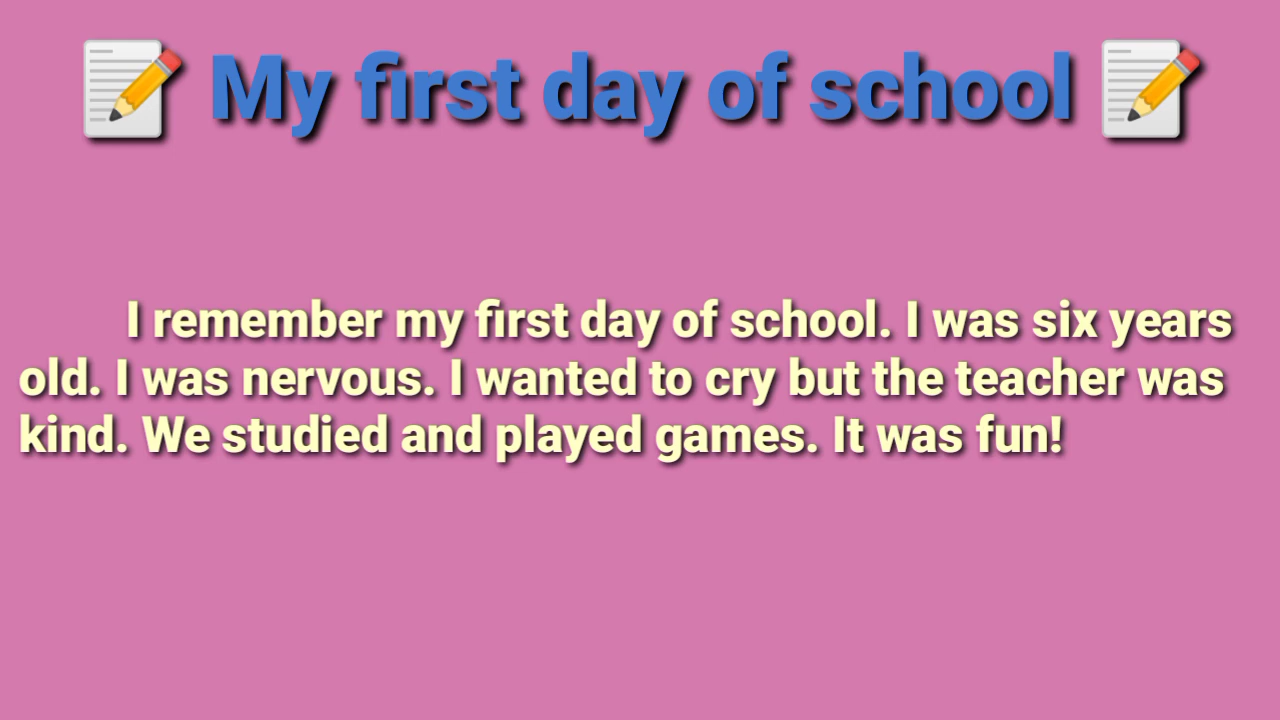 My first day of school
I remember my first day of school. I was six years
old. I was nervous. I wanted to cry but the teacher was
kind. We studied and played games. It was fun!